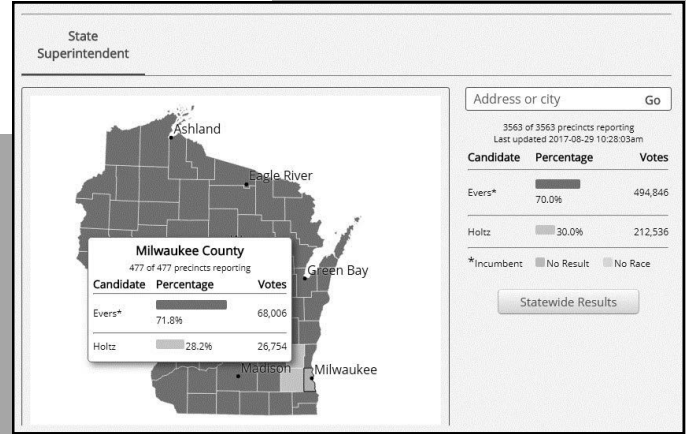 State
Superintendent
Address or city Go
3563 of 3563 precincts reporting
Last updated 2017-08-29 10:28:03am
Candidate Percentage Votes
Evers* 70.0% 494,846
Holtz 30.0% 212,536
*Incumbent No Result No Race
Statewide Results
Ashland
Eagle River
Green Bay
Madison
Milwaukee
Milwaukee County
477 of 477 precincts reporting
Candidate Percentage Votes
Evers* 71.8% 68,006
Holtz 28.2% 26,754